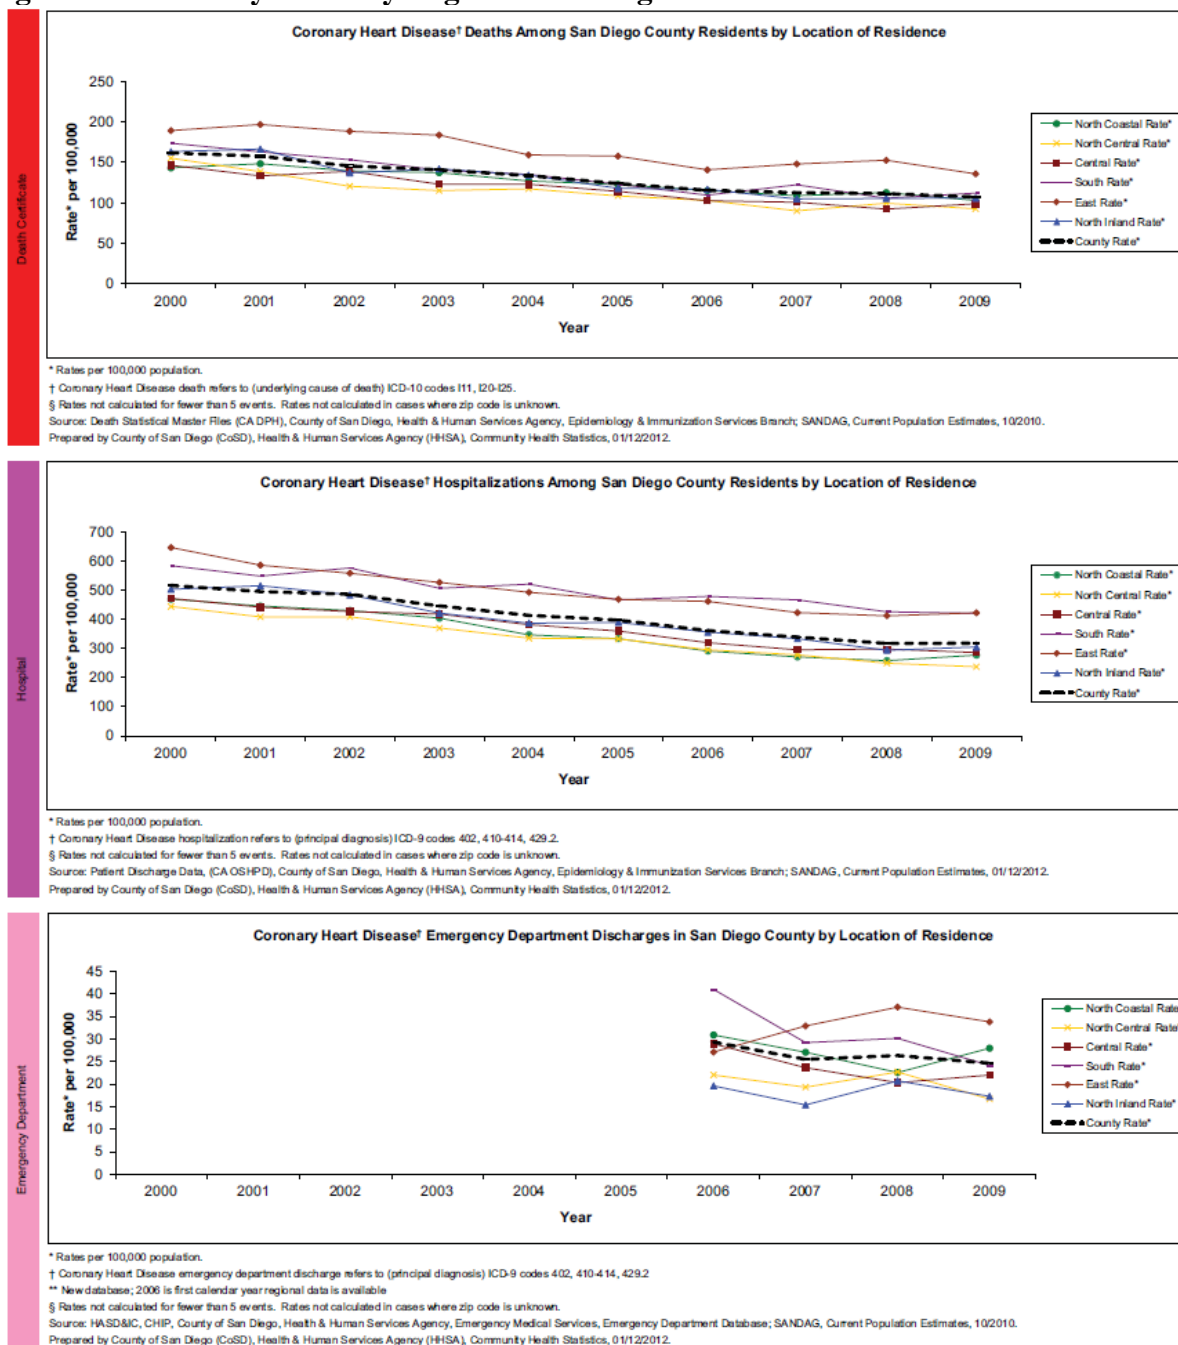 Coronary Heart Disease† Deaths Among San Diego County Residents by Location of Residence
Death Certificate
Rate* per 100,000
250
200
150
100
50
0
2000 2001 2002 2003 2004 2005 2006 2007 2008 2009
Year
North Coastal Rate*
North Central Rate*
Central Rate*
South Rate*
East Rate*
North Inland Rate*
County Rate*
* Rates per 100,000 population.
† Coronary Heart Disease death refers to (underlying cause of death) ICD-10 codes I11, I20-I25.
§ Rates not calculated for fewer than 5 events. Rates not calculated in cases where zip code is unknown.
Source: Death Statistical Master Files (CA DPH), County of San Diego, Health & Human Services Agency, Epidemiology & Immunization Services Branch; SANDAG, Current Population Estimates, 10/2010.
Prepared by County of San Diego (CoSD), Health & Human Services Agency (HHSA), Community Health Statistics, 01/12/2012.
Coronary Heart Disease† Hospitalizations Among San Diego County Residents by Location of Residence
Hospital
Rate* per 100,000
700
600
500
400
300
200
100
0
2000 2001 2002 2003 2004 2005 2006 2007 2008 2009
Year
North Coastal Rate*
North Central Rate*
Central Rate*
South Rate*
East Rate*
North Inland Rate*
County Rate*
* Rates per 100,000 population.
† Coronary Heart Disease hospitalization refers to (principal diagnosis) ICD-9 codes 402, 410-414, 429.2.
§ Rates not calculated for fewer than 5 events. Rates not calculated in cases where zip code is unknown.
Source: Patient Discharge Data, (CA OSHPD), County of San Diego, Health & Human Services Agency, Epidemiology & Immunization Services Branch; SANDAG, Current Population Estimates, 01/12/2012.
Prepared by County of San Diego (CoSD), Health & Human Services Agency (HHSA), Community Health Statistics, 01/12/2012.
Coronary Heart Disease† Emergency Department Discharges in San Diego County by Location of Residence
Emergency Department
Rate* per 100,000
45
40
35
30
25
20
15
10
5
0
2000 2001 2002 2003 2004 2005 2006 2007 2008 2009
Year
North Coastal Rate
North Central Rate*
Central Rate*
South Rate*
East Rate*
North Inland Rate*
County Rate*
* Rates per 100,000 population.
† Coronary Heart Disease emergency department discharge refers to (principal diagnosis) ICD-9 codes 402, 410-414, 429.2
** New database; 2006 is first calendar year regional data is available
§ Rates not calculated for fewer than 5 events. Rates not calculated in cases where zip code is unknown.
Source: HASD&IC, CHIP, County of San Diego, Health & Human Services Agency, Emergency Medical Services, Emergency Department Database; SANDAG, Current Population Estimates, 10/2010.
Prepared by County of San Diego (CoSD), Health & Human Services Agency (HHSA), Community Health Statistics, 01/12/2012.